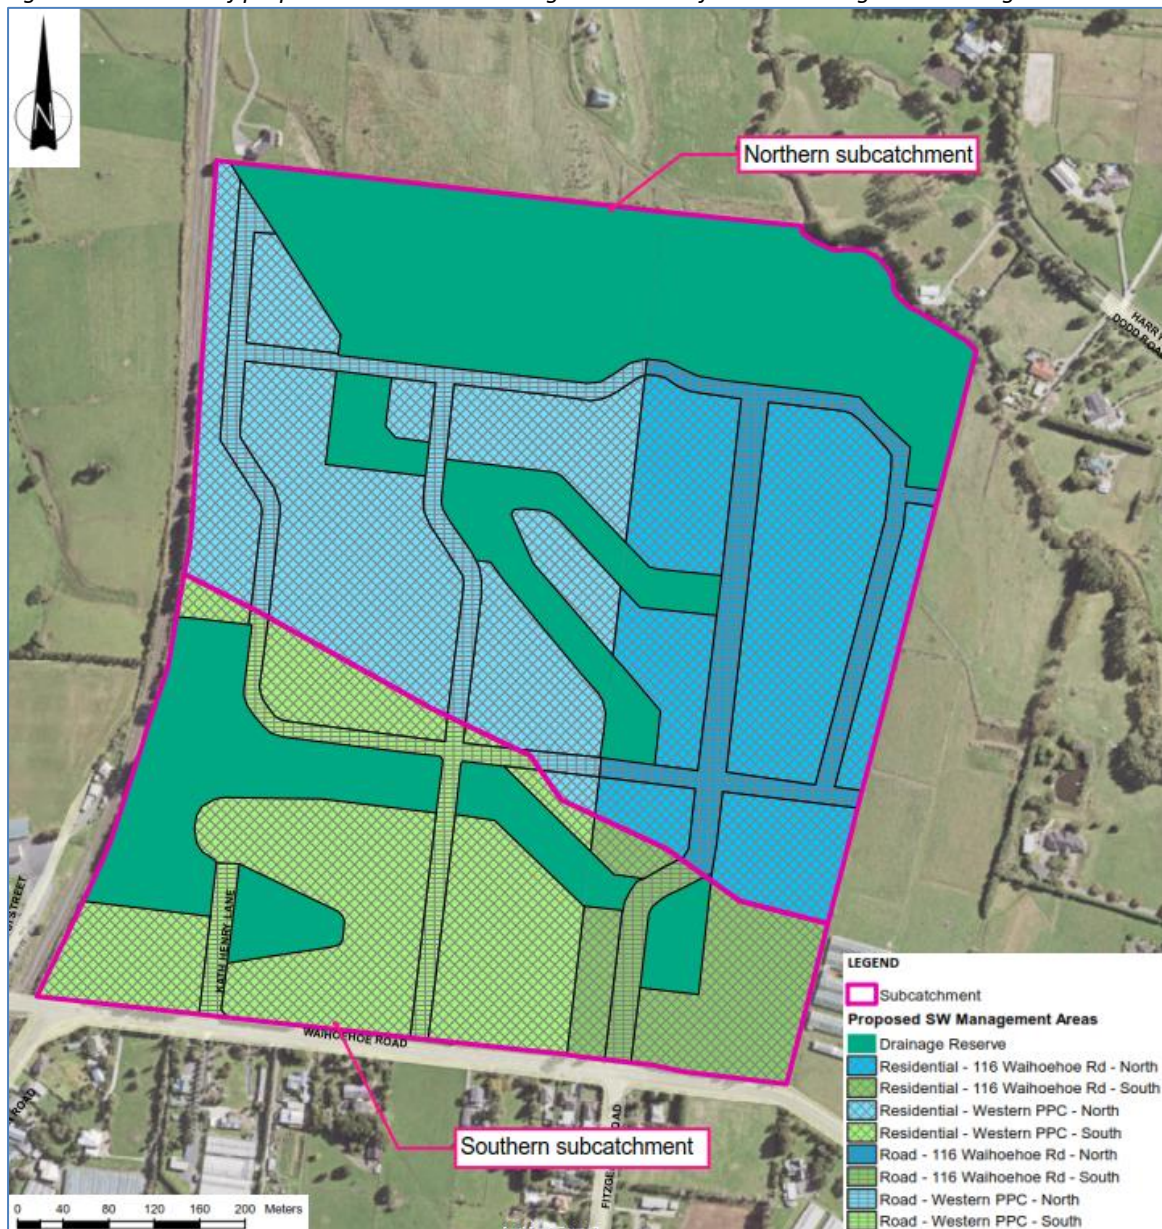 N
Northern subcatchment
HARRY
DODD ROAD
STREET
KATH HENRY LANE
WAIHOEHOE ROAD
ROAD
Southern subcatchment
ROAD
LEGEND
Subcatchment
Proposed SW Management Areas
Drainage Reserve
Residential - 116 Waihoehoe Rd - North
Residential - 116 Waihoehoe Rd - South
Residential - Western PPC - North
Residential - Western PPC - South
Road - 116 Waihoehoe Rd - North
Road - 116 Waihoehoe Rd - South
Road - Western PPC - North
Road - Western PPC - South
0 40 80 120 160 200 Meters